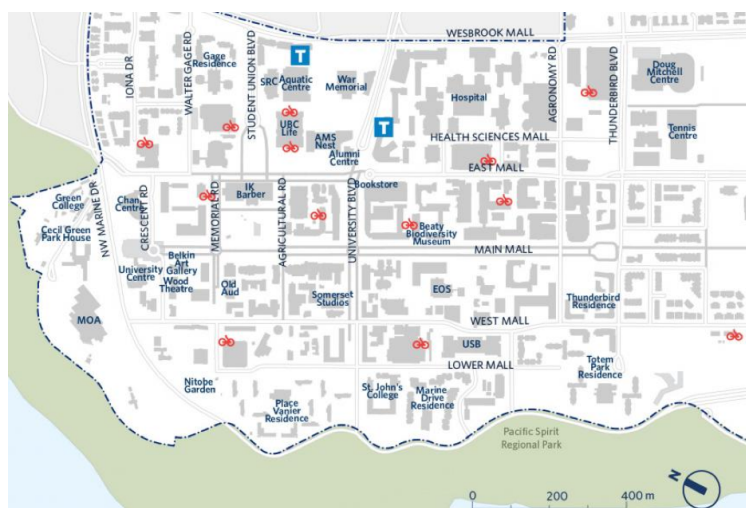 WESBROOK MALL
IONA DR
WALTER GAGE RD
Gage
Residence
STUDENT UNION BLVD
T
SRC
Aquatic
Centre
War
Memorial
Hospital
AGRONOMY RD
THUNDERBIRD BLVD
Doug
Mitchell
Centre
UBC
Life
T
AMS
Nest
Alumni
Centre
HEALTH SCIENCES MALL
Tennis
Centre
EAST MALL
Green
College
Cecil Green
Park House
NW MARINE DR
Chan
Centre
CRESCENT RD
MEMORIAL RD
IK
Barber
AGRICULTURAL RD
UNIVERSITY BLVD
Bookstore
Beaty
Biodiversity
Museum
MAIN MALL
University
Centre
Belkin
Art
Gallery
Wood
Theatre
Old
Aud
Somerset
Studios
EOS
Thunderbird
Residence
MOA
WEST MALL
USB
LOWER MALL
Totem
Park
Residence
Nitobe
Garden
Place
Vanier
Residence
St. John's
College
Marine
Drive
Residence
Pacific Spirit
Regional Park
N
0 200 400 m